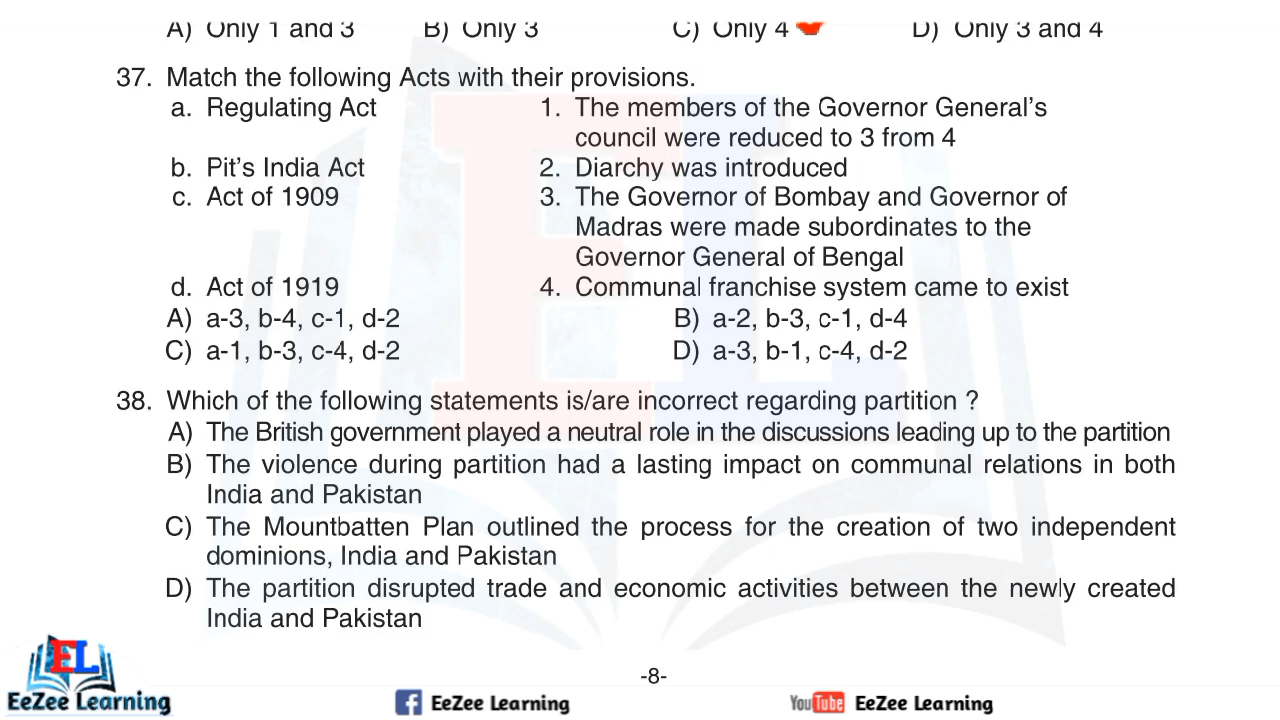 A) Only 1 and 3 B) Only 3 C) Only 4 D) Only 3 and 4
37. Match the following Acts with their provisions.
a. Regulating Act 1. The members of the Governor General's
council were reduced to 3 from 4
b. Pit's India Act 2. Diarchy was introduced
c. Act of 1909 3. The Governor of Bombay and Governor of
Madras were made subordinates to the
Governor General of Bengal
d. Act of 1919 4. Communal franchise system came to exist
A) a-3, b-4, c-1, d-2 B) a-2, b-3, c-1, d-4
C) a-1, b-3, c-4, d-2 D) a-3, b-1, c-4, d-2
38. Which of the following statements is/are incorrect regarding partition ?
A) The British government played a neutral role in the discussions leading up to the partition
B) The violence during partition had a lasting impact on communal relations in both
India and Pakistan
C) The Mountbatten Plan outlined the process for the creation of two independent
dominions, India and Pakistan
D) The partition disrupted trade and economic activities between the newly created
India and Pakistan
-8-
EL
EeZee Learning
f EeZee Learning
YouTube EeZee Learning